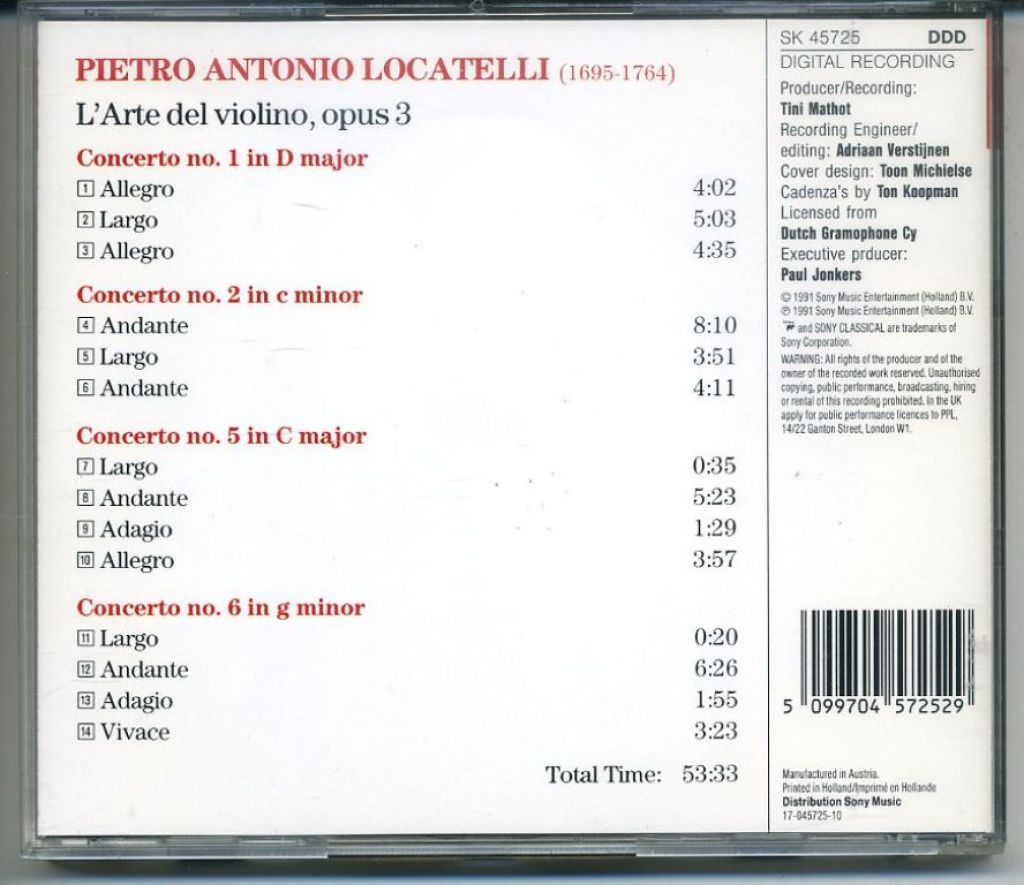 PIETRO ANTONIO LOCATELLI (1695-1764)
L'Arte del violino, opus 3
Concerto no. 1 in D major
1 Allegro 4:02
2 Largo 5:03
3 Allegro 4:35
Concerto no. 2 in c minor
4 Andante 8:10
5 Largo 3:51
6 Andante 4:11
Concerto no. 5 in C major
7 Largo 0:35
8 Andante 5:23
9 Adagio 1:29
10 Allegro 3:57
Concerto no. 6 in g minor
11 Largo 0:20
12 Andante 6:26
13 Adagio 1:55
14 Vivace 3:23
Total Time: 53:33
SK 45725 DDD
DIGITAL RECORDING
Producer/Recording:
Tini Mathot
Recording Engineer/
editing: Adriaan Verstijnen
Cover design: Toon Michielse
Cadenza's by Ton Koopman
Licensed from
Dutch Gramophone Cy
Executive prducer:
Paul Jonkers
© 1991 Sony Music Entertainment (Holland) B.V.
℗ 1991 Sony Music Entertainment (Holland) B.V.
and SONY CLASSICAL are trademarks of
Sony Corporation.
WARNING: All rights of the producer and of the
owner of the recorded work reserved. Unauthorised
copying, public performance, broadcasting, hiring
or rental of this recording prohibited. In the UK
apply for public performance licences to PPL,
14/22 Ganton Street, London W1.
5 099704 572529
Manufactured in Austria.
Printed in Holland/Imprimé en Hollande
Distribution Sony Music
17-045725-10